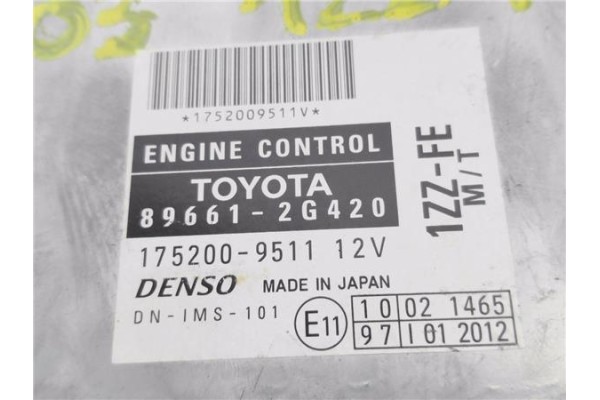 *1752009511V*
ENGINE CONTROL
TOYOTA
89661-2G420
1ZZ-FE
M/T
175200-9511 12V
DENSO MADE IN JAPAN
DN-IMS-101
E11
10 02 1465
97 I 01 2012